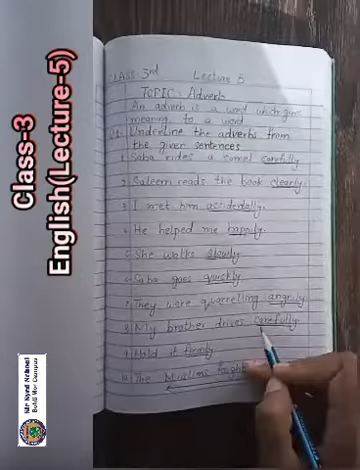 Class-3
English(Lecture-5)
CLASS 3rd Lecture 5
TOPIC: Adverb
An adverb is a word which give
meaning to a word
Q1: Underline the adverbs from
the given sentences
1. Saba rides a camel carefully
2. Saleem reads the book clearly.
3. I met him accidentally.
4. He helped me happily.
5. She walks slowly
6. Saba goes quickly
7. They were quarrelling angrily
8. My brother drives carefully
9. Hold it firmly
10. The Muslims fought